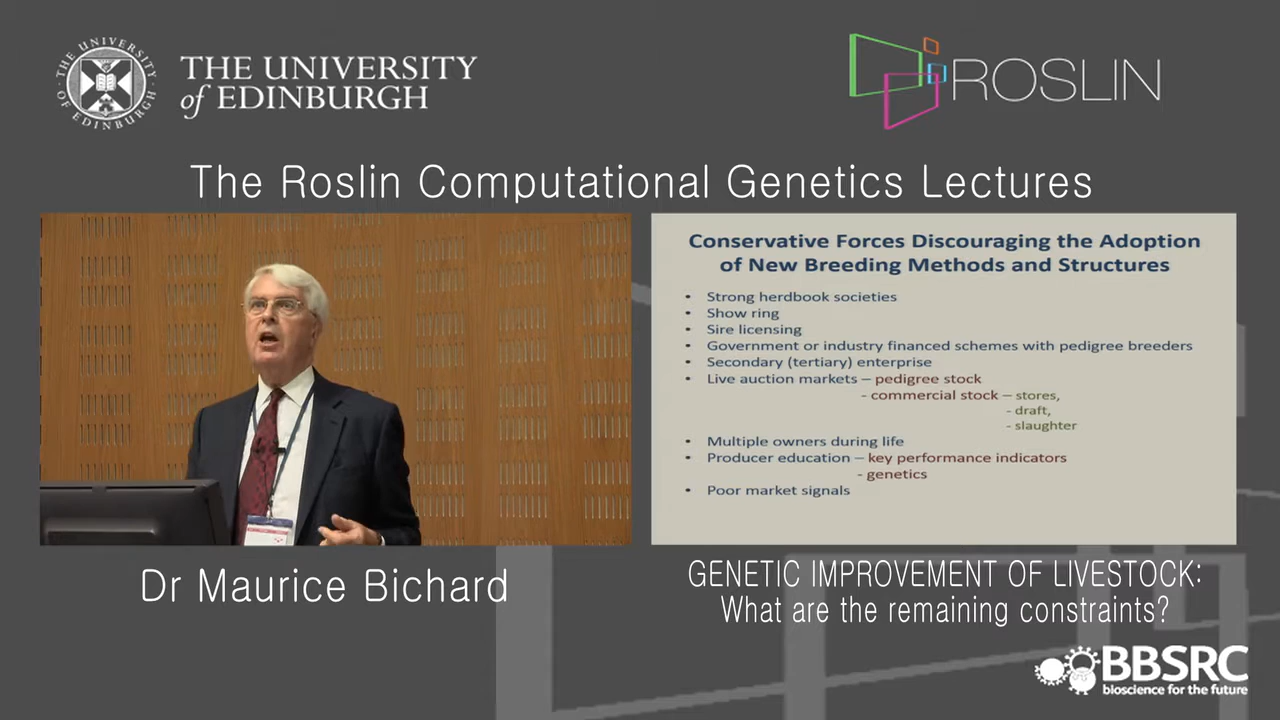 THE UNIVERSITY
of EDINBURGH
THE UNIVERSITY OF EDINBURGH
ROSLIN
The Roslin Computational Genetics Lectures
Conservative Forces Discouraging the Adoption
of New Breeding Methods and Structures
• Strong herdbook societies
• Show ring
• Sire licensing
• Government or industry financed schemes with pedigree breeders
• Secondary (tertiary) enterprise
• Live auction markets – pedigree stock
- commercial stock – stores,
- draft,
- slaughter
• Multiple owners during life
• Producer education – key performance indicators
- genetics
• Poor market signals
Dr Maurice Bichard
GENETIC IMPROVEMENT OF LIVESTOCK:
What are the remaining constraints?
BBSRC
bioscience for the future